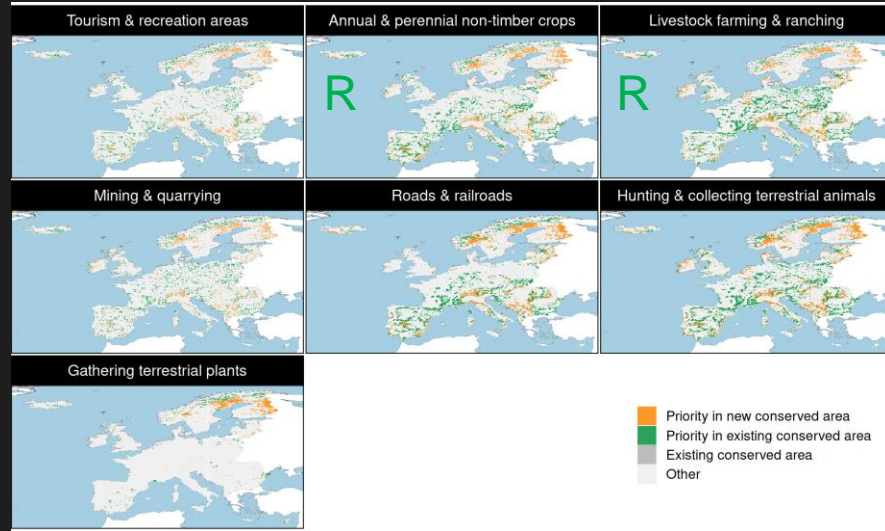 Tourism & recreation areas
Annual & perennial non-timber crops
Livestock farming & ranching
R
R
Mining & quarrying
Roads & railroads
Hunting & collecting terrestrial animals
Gathering terrestrial plants
Priority in new conserved area
Priority in existing conserved area
Existing conserved area
Other